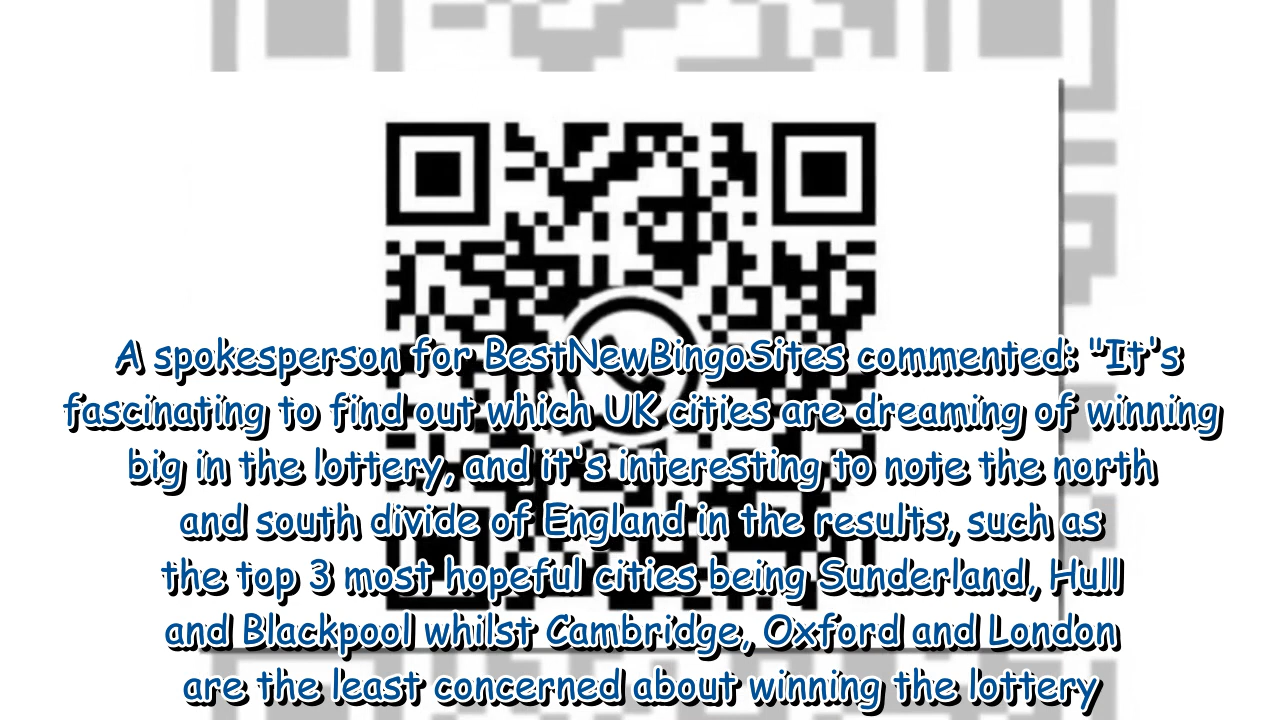 A spokesperson for BestNewBingoSites commented: "It's
fascinating to find out which UK cities are dreaming of winning
big in the lottery, and it's interesting to note the north
and south divide of England in the results, such as
the top 3 most hopeful cities being Sunderland, Hull
and Blackpool whilst Cambridge, Oxford and London
are the least concerned about winning the lottery